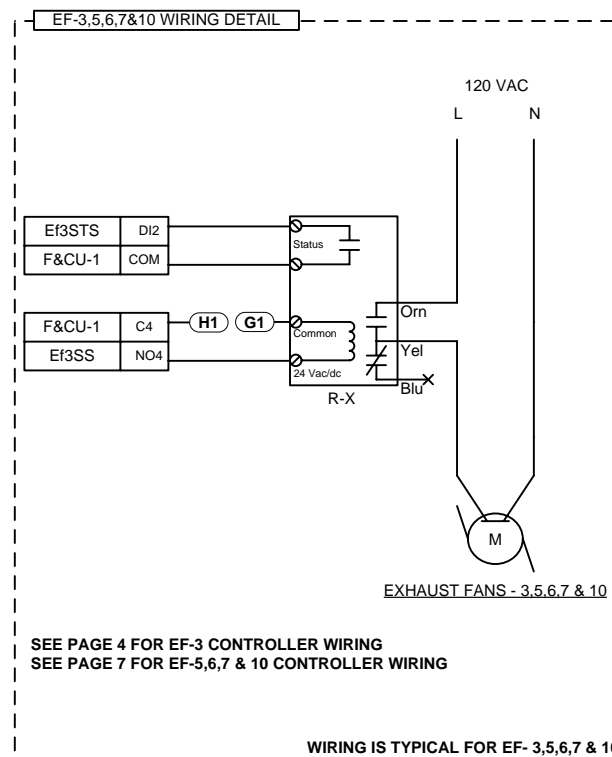 EF-3,5,6,7&10 WIRING DETAIL
120 VAC
L N
Ef3STS DI2
F&CU-1 COM
Status
F&CU-1 C4 H1 G1
Ef3SS NO4
Common
24 Vac/dc
Orn
Yel
Blu
R-X
M
EXHAUST FANS - 3,5,6,7 & 10
SEE PAGE 4 FOR EF-3 CONTROLLER WIRING
SEE PAGE 7 FOR EF-5,6,7 & 10 CONTROLLER WIRING
WIRING IS TYPICAL FOR EF- 3,5,6,7 & 10